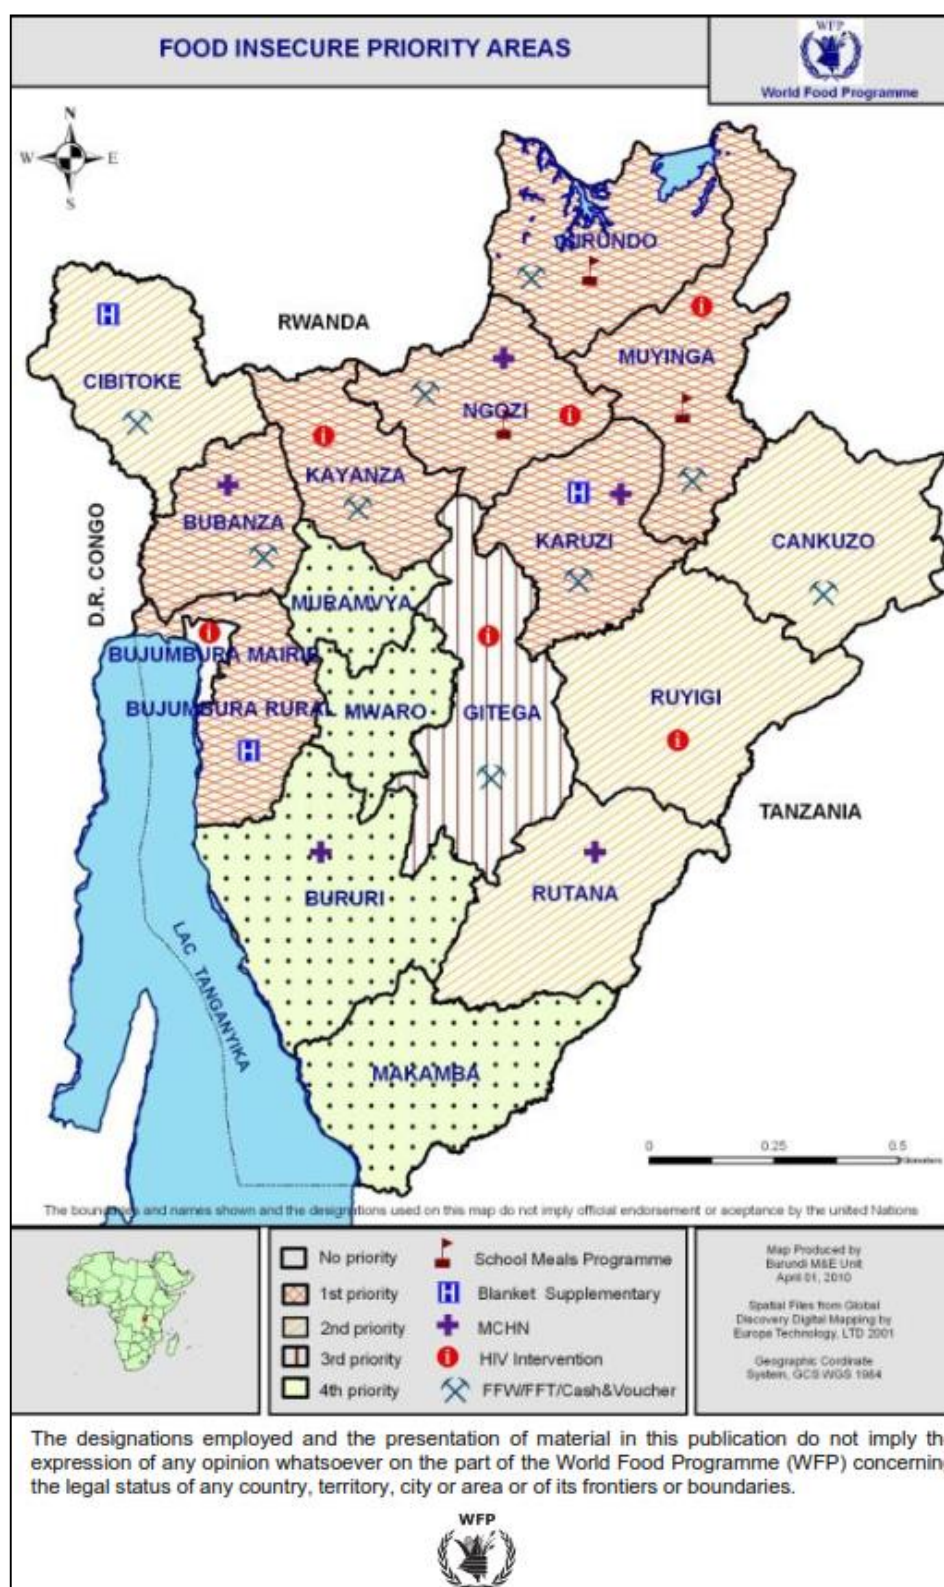 FOOD INSECURE PRIORITY AREAS
WFP
World Food Programme
N
W E
S
KIRUNDO
RWANDA
CIBITOKE
MUYINGA
NGOZI
KAYANZA
BUBANZA
KARUZI
CANKUZO
D.R. CONGO
MURAMVYA
BUJUMBURA MAIRIE
BUJUMBURA RURAL
MWARO
GITEGA
RUYIGI
TANZANIA
BURURI
RUTANA
LAC TANGANYIKA
MAKAMBA
0 0.25 0.5
Kilometers
The boundaries and names shown and the designations used on this map do not imply official endorsement or aceptance by the united Nations
No priority
1st priority
2nd priority
3rd priority
4th priority
School Meals Programme
Blanket Supplementary
MCHN
HIV Intervention
FFW/FFT/Cash&Voucher
Map Produced by
Burundi M&E Unit
April 01, 2010
Spatial Files from Global
Discovery Digital Mapping by
Europe Technology, LTD 2001
Geographic Cordinate
System, GCS WGS 1984
The designations employed and the presentation of material in this publication do not imply th
expression of any opinion whatsoever on the part of the World Food Programme (WFP) concerning
the legal status of any country, territory, city or area or of its frontiers or boundaries.
WFP